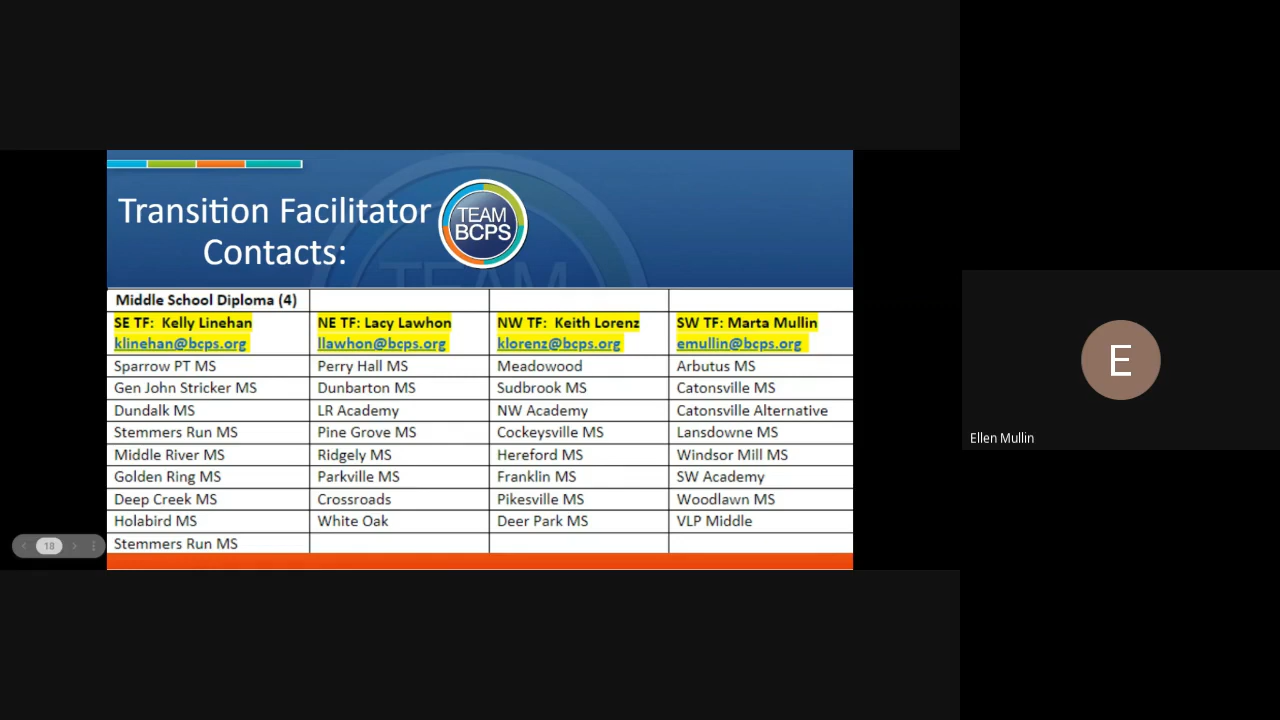 Transition Facilitator
Contacts:
TEAM
BCPS
TEAM
Middle School Diploma (4)
SE TF: Kelly Linehan NE TF: Lacy Lawhon NW TF: Keith Lorenz SW TF: Marta Mullin
klinehan@bcps.org llawhon@bcps.org klorenz@bcps.org emullin@bcps.org
Sparrow PT MS Perry Hall MS Meadowood Arbutus MS
Gen John Stricker MS Dunbarton MS Sudbrook MS Catonsville MS
Dundalk MS LR Academy NW Academy Catonsville Alternative
Stemmers Run MS Pine Grove MS Cockeysville MS Lansdowne MS
Middle River MS Ridgely MS Hereford MS Windsor Mill MS
Golden Ring MS Parkville MS Franklin MS SW Academy
Deep Creek MS Crossroads Pikesville MS Woodlawn MS
Holabird MS White Oak Deer Park MS VLP Middle
Stemmers Run MS
18
E
Ellen Mullin